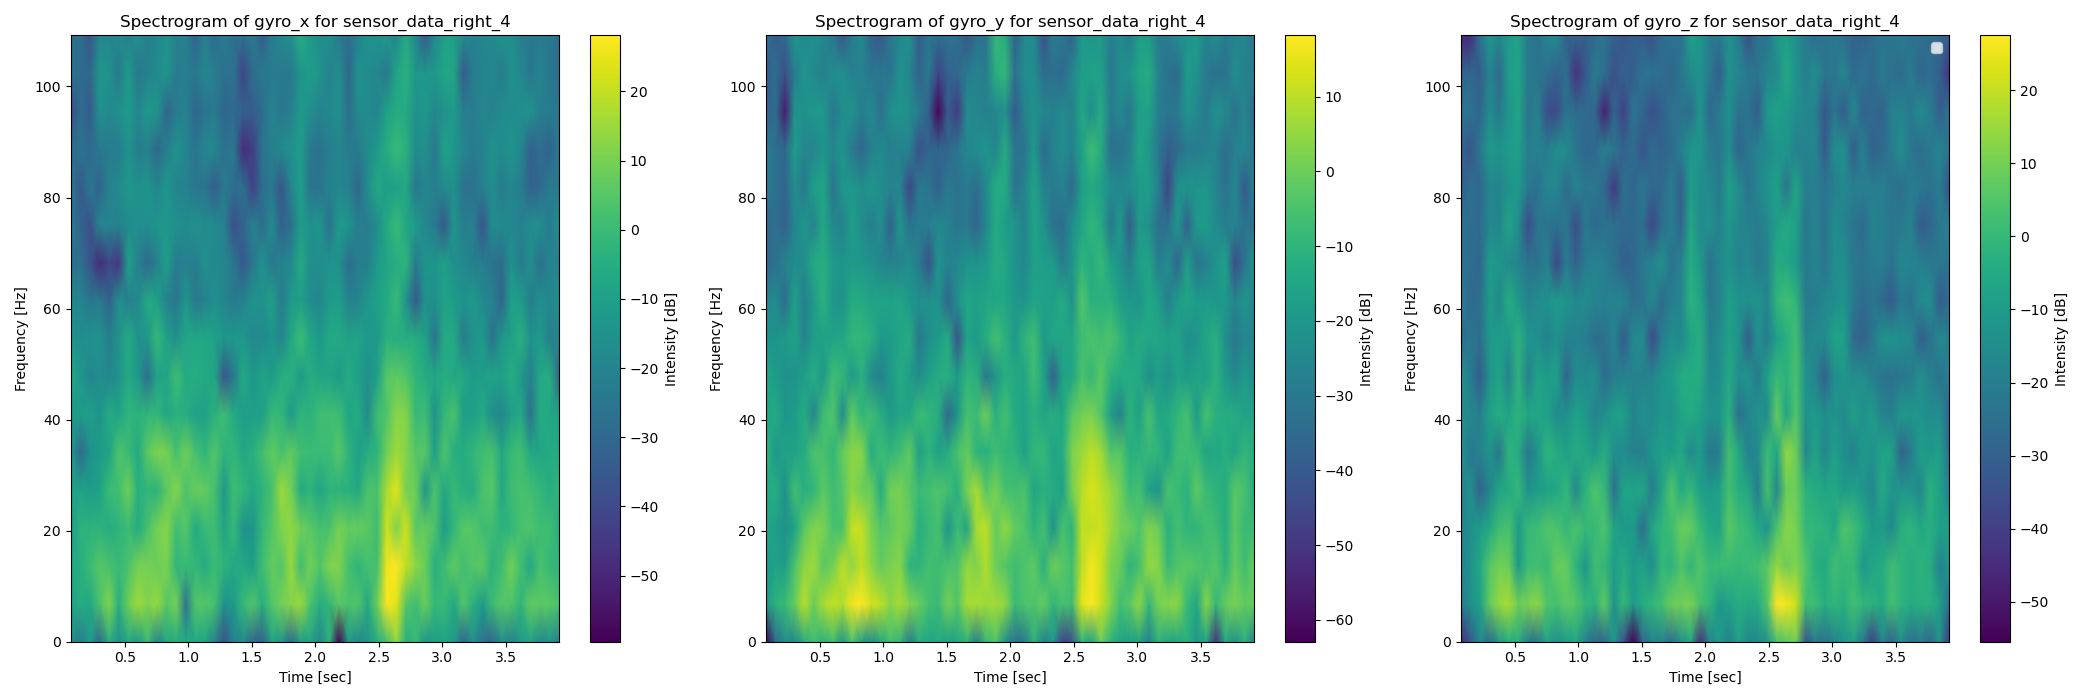 Spectrogram of gyro_x for sensor_data_right_4
Frequency [Hz]
100
80
60
40
20
0
0.5 1.0 1.5 2.0 2.5 3.0 3.5
Time [sec]
20
10
0
−10
−20
−30
−40
−50
Intensity [dB]
Spectrogram of gyro_y for sensor_data_right_4
Frequency [Hz]
100
80
60
40
20
0
0.5 1.0 1.5 2.0 2.5 3.0 3.5
Time [sec]
10
0
−10
−20
−30
−40
−50
−60
Intensity [dB]
Spectrogram of gyro_z for sensor_data_right_4
Frequency [Hz]
100
80
60
40
20
0
0.5 1.0 1.5 2.0 2.5 3.0 3.5
Time [sec]
20
10
0
−10
−20
−30
−40
−50
Intensity [dB]